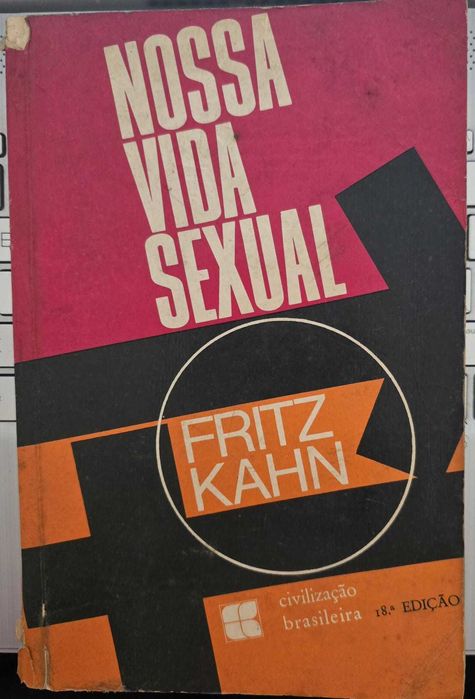 NOSSA
VIDA
SEXUAL
FRITZ
KAHN
civilização
brasileira
18.ª EDIÇÃO